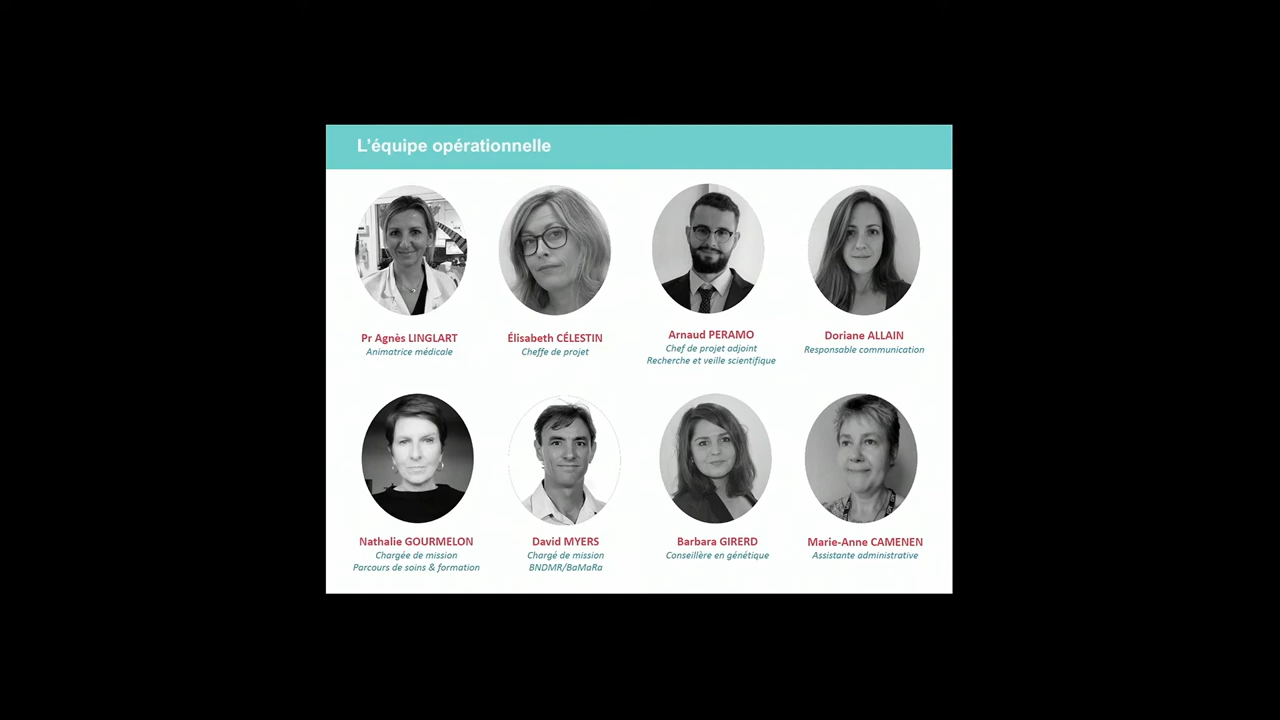 L'équipe opérationnelle
Pr Agnès LINGLART
Animatrice médicale
Élisabeth CÉLESTIN
Cheffe de projet
Arnaud PERAMO
Chef de projet adjoint
Recherche et veille scientifique
Doriane ALLAIN
Responsable communication
Nathalie GOURMELON
Chargée de mission
Parcours de soins & formation
David MYERS
Chargé de mission
BNDMR/BaMaRa
Barbara GIRERD
Conseillère en génétique
Marie-Anne CAMENEN
Assistante administrative